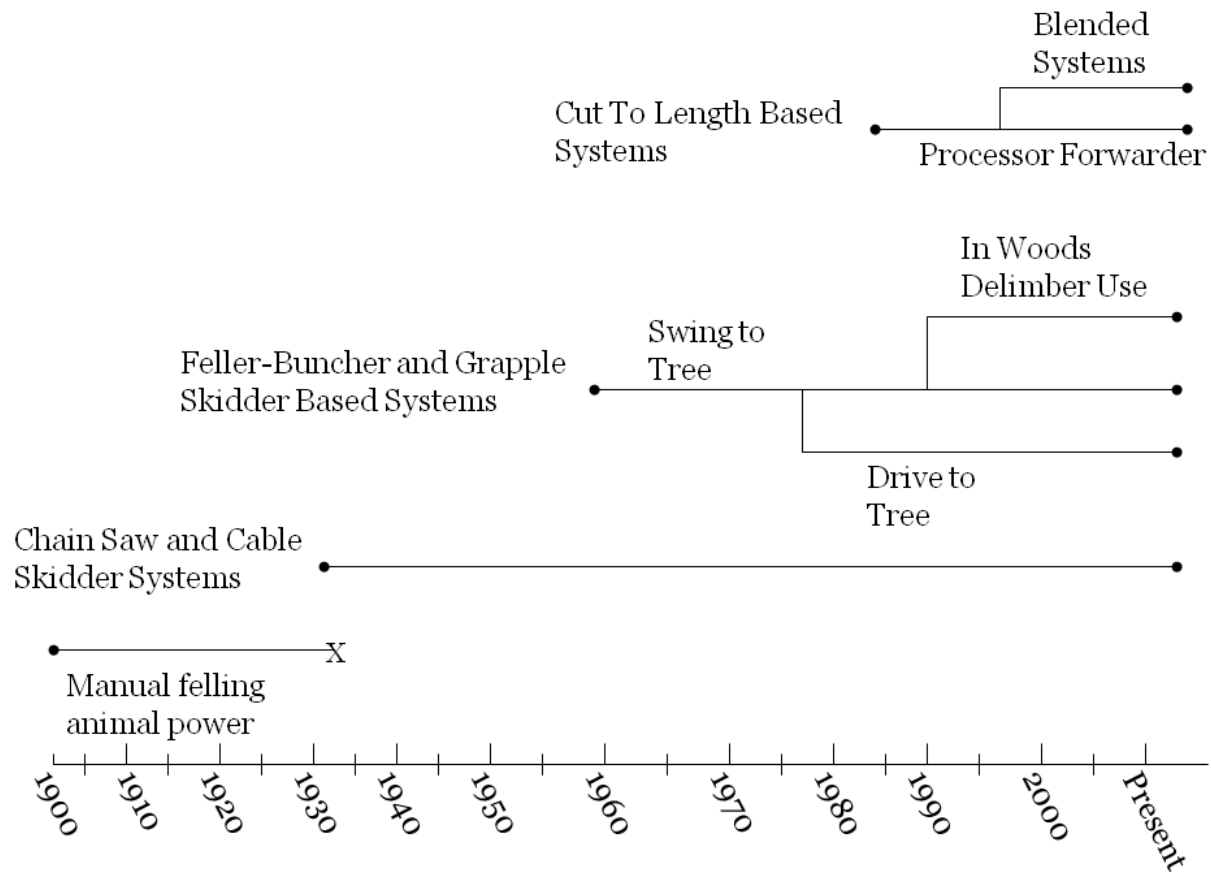 Blended
Systems
Cut To Length Based
Systems
Processor Forwarder
In Woods
Delimber Use
Swing to
Tree
Feller-Buncher and Grapple
Skidder Based Systems
Drive to
Tree
Chain Saw and Cable
Skidder Systems
X
Manual felling
animal power
1900
1910
1920
1930
1940
1950
1960
1970
1980
1990
2000
Present